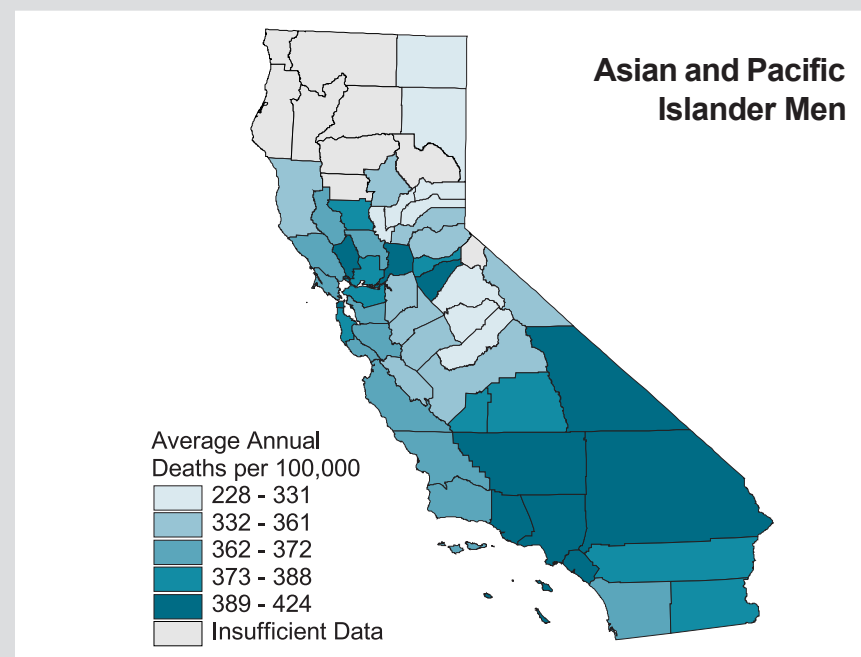 Asian and Pacific
Islander Men
Average Annual
Deaths per 100,000
228 - 331
332 - 361
362 - 372
373 - 388
389 - 424
Insufficient Data